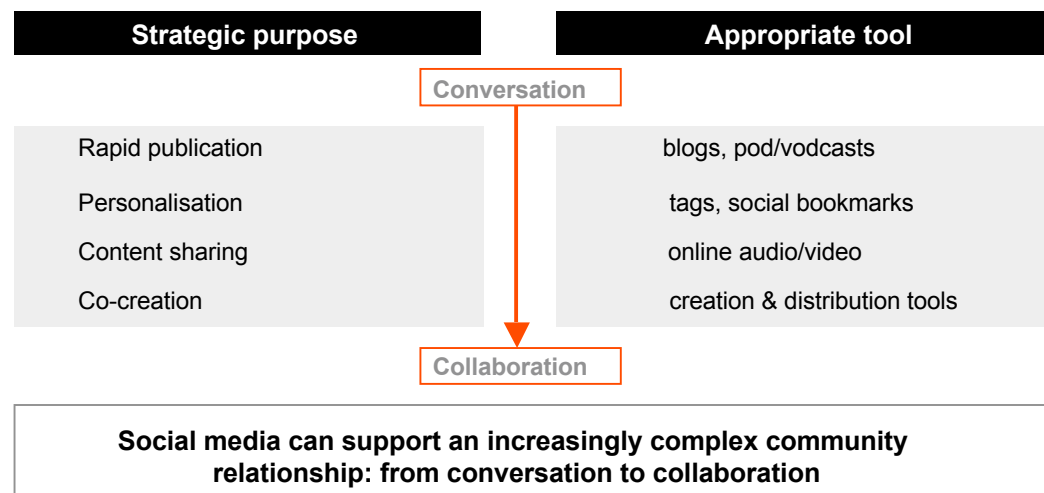 Strategic purpose
Appropriate tool
Conversation
Rapid publication
blogs, pod/vodcasts
Personalisation
tags, social bookmarks
Content sharing
online audio/video
Co-creation
creation & distribution tools
Collaboration
Social media can support an increasingly complex community
relationship: from conversation to collaboration